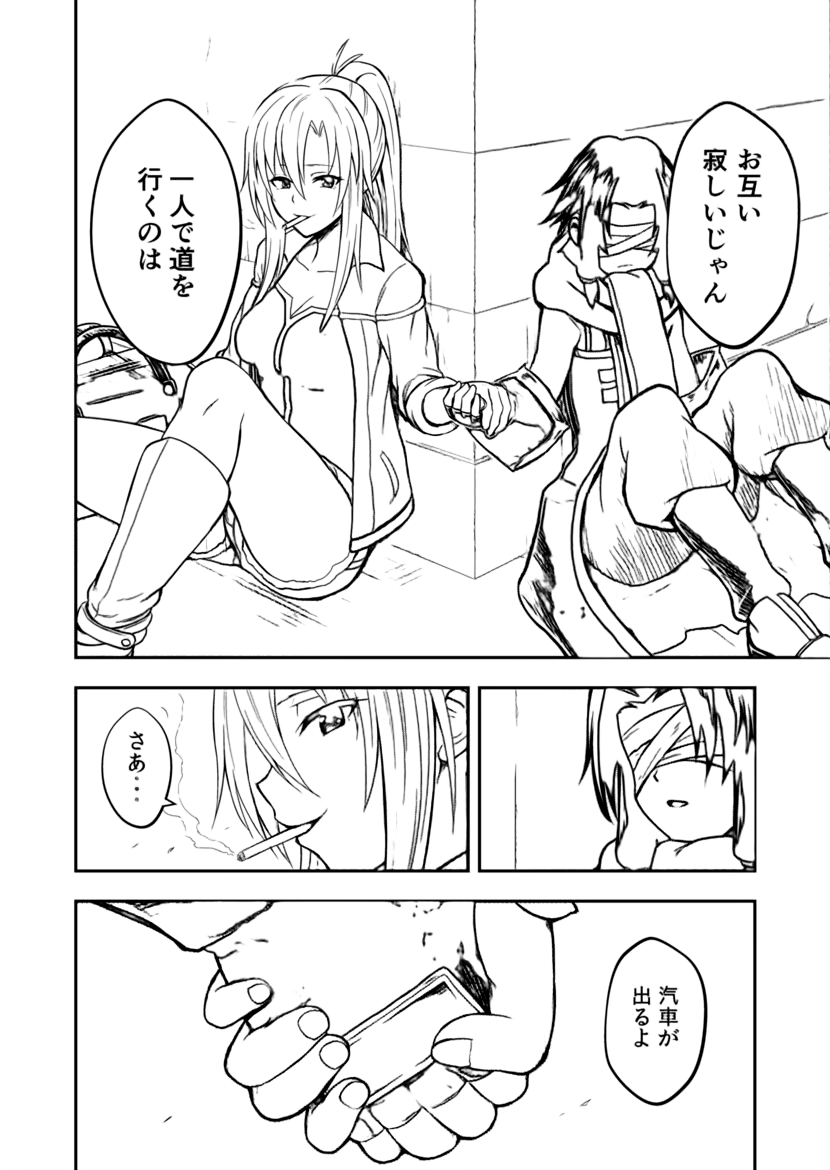 お互い
寂しいじゃん
一人で道を
行くのは
さあ・・・
汽車が
出るよ